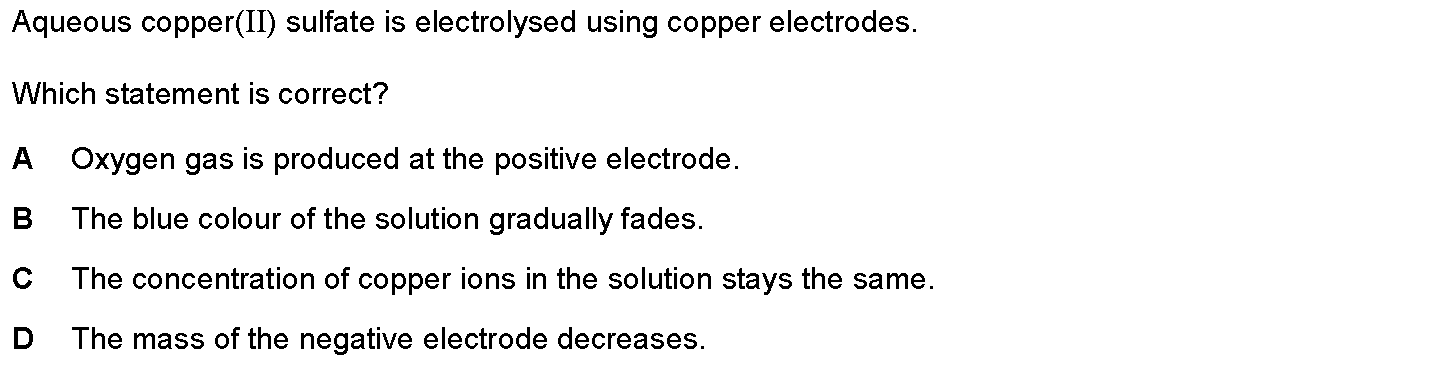 Aqueous copper(II) sulfate is electrolysed using copper electrodes.
Which statement is correct?
A Oxygen gas is produced at the positive electrode.
B The blue colour of the solution gradually fades.
C The concentration of copper ions in the solution stays the same.
D The mass of the negative electrode decreases.